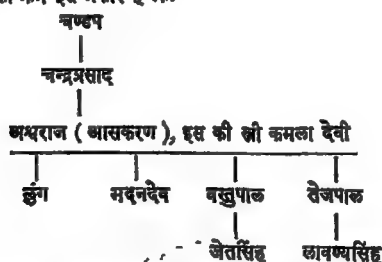 चण्डप
चन्द्रप्रसाद
अश्वराज ( आसकरण ), इस की स्त्री कमला देवी
लुंग मदनदेव वस्तुपाल तेजपाल
जेतसिंह लावण्यसिंह